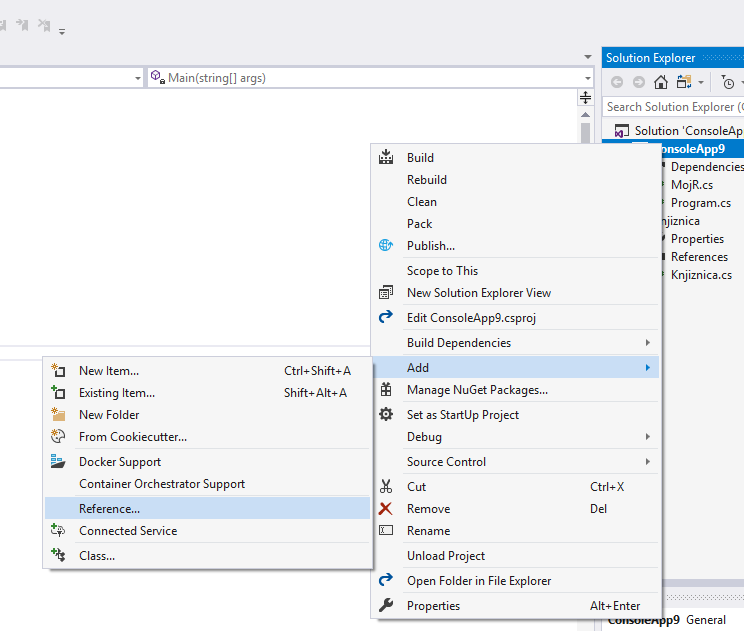 Main(string[] args)
Solution Explorer
Search Solution Explorer (
Solution 'ConsoleAp
onsoleApp9
Dependencies
MojR.cs
Program.cs
njiznica
Properties
References
Knjiznica.cs
Build
Rebuild
Clean
Pack
Publish...
Scope to This
New Solution Explorer View
Edit ConsoleApp9.csproj
Build Dependencies
Add
Manage NuGet Packages...
Set as StartUp Project
Debug
Source Control
Cut Ctrl+X
Remove Del
Rename
Unload Project
Open Folder in File Explorer
Properties Alt+Enter
New Item... Ctrl+Shift+A
Existing Item... Shift+Alt+A
New Folder
From Cookiecutter...
Docker Support
Container Orchestrator Support
Reference...
Connected Service
Class...
ConsoleApp9 General